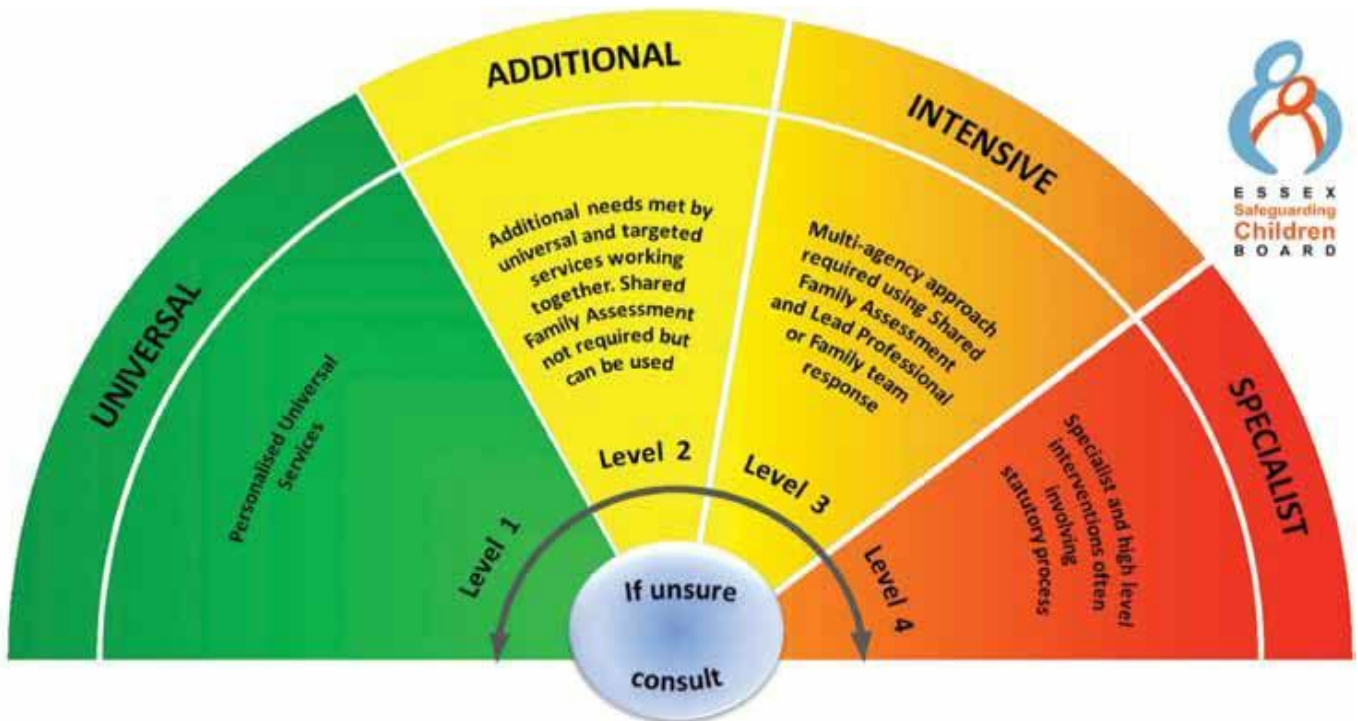 UNIVERSAL
Personalised Universal
Services
Level 1
ADDITIONAL
Additional needs met by
universal and targeted
services working
together. Shared
Family Assessment
not required but
can be used
Level 2
INTENSIVE
Multi-agency approach
required using Shared
Family Assessment
and Lead Professional
or Family team
response
Level 3
SPECIALIST
Specialist and high level
interventions often
involving
statutory process
Level 4
If unsure
consult
ESSEX
Safeguarding
Children
BOARD